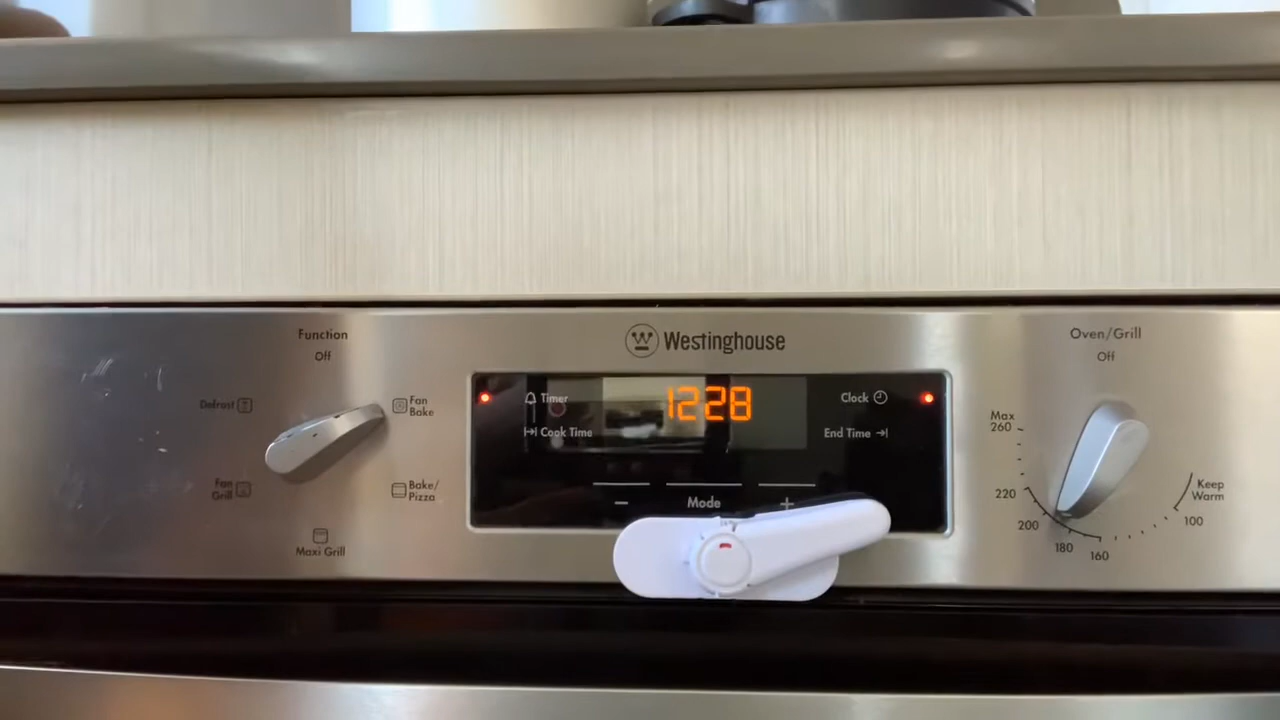 Function
Off
Defrost
Fan
Bake
Fan
Grill
Bake/
Pizza
Maxi Grill
Westinghouse
Timer
1228
Clock
Cook Time
End Time
−
Mode
+
Oven/Grill
Off
Max
260
220
200
180
160
100
Keep
Warm